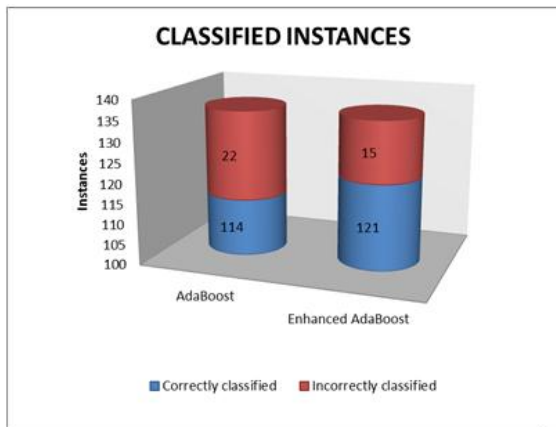 CLASSIFIED INSTANCES
Instances
140
135
130
125
120
115
110
105
100
22
114
15
121
AdaBoost
Enhanced AdaBoost
Correctly classified
Incorrectly classified